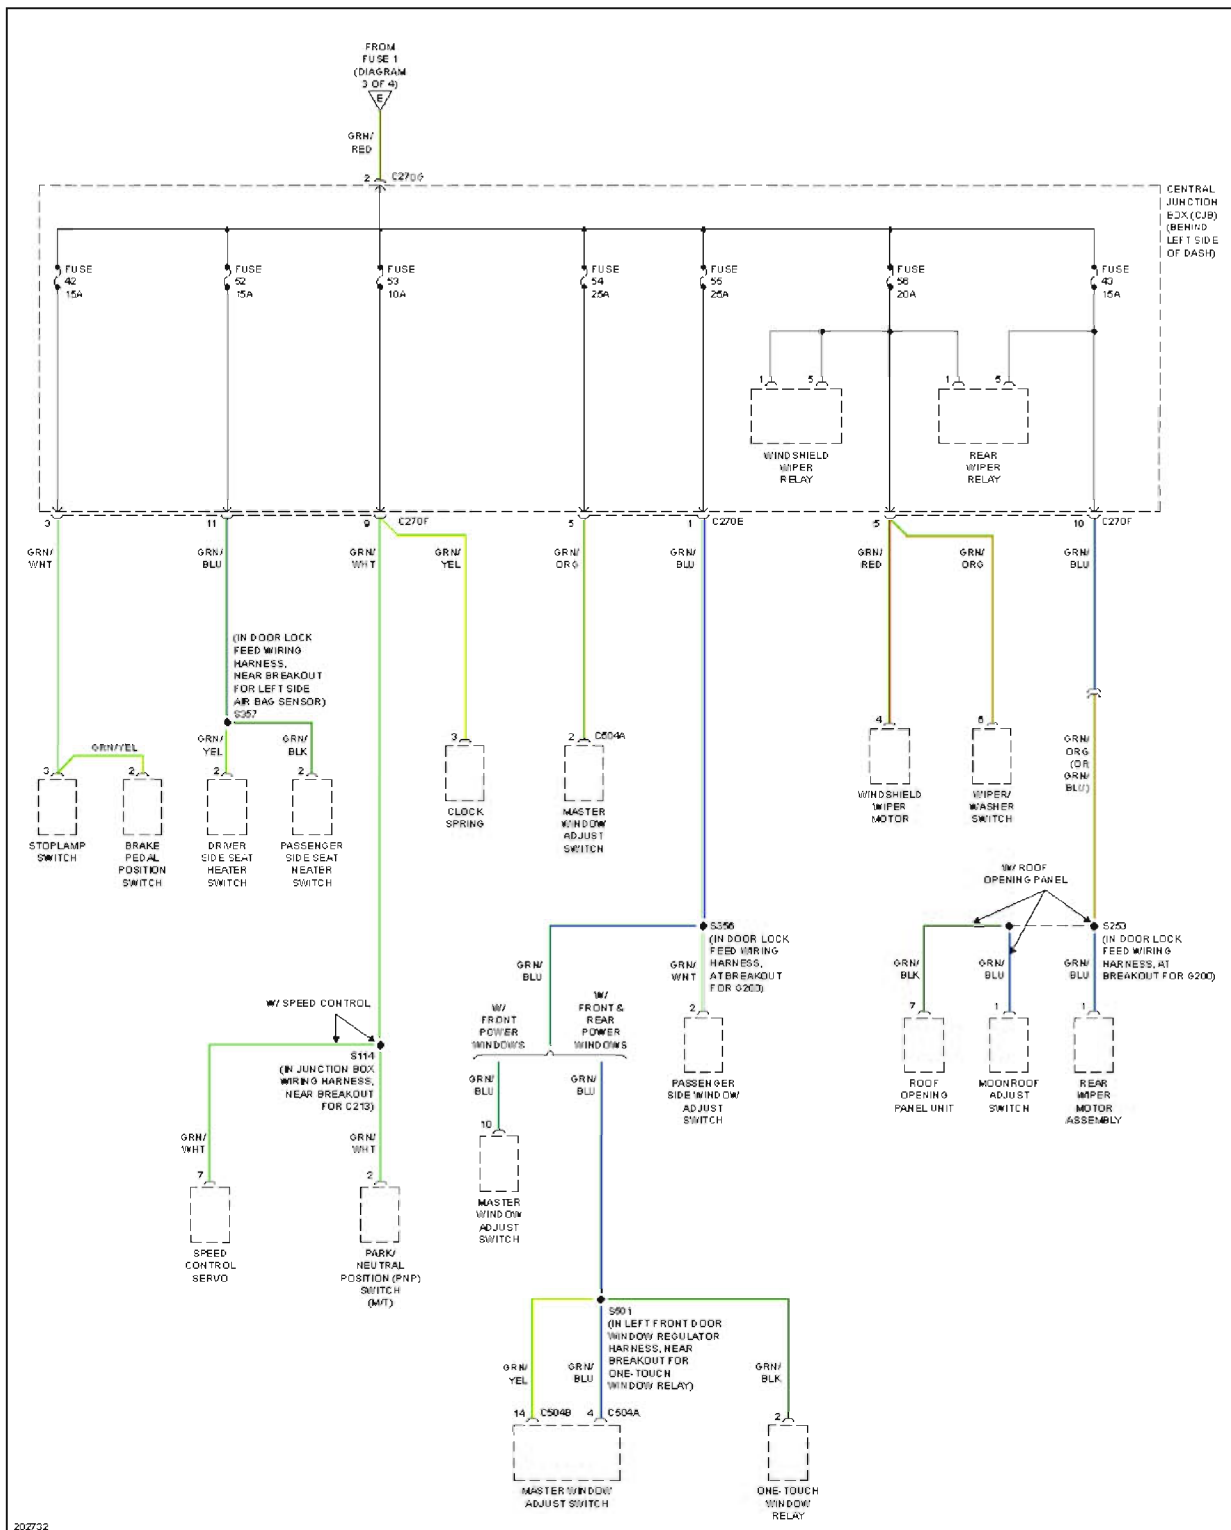 FROM
FUSE 1
(DIAGRAM
3 OF 4)
E
GRN/
RED
2
C270G
CENTRAL
JUNCTION
BOX (CJB)
(BEHIND
LEFT SIDE
OF DASH)
FUSE
42
15A
FUSE
52
15A
FUSE
53
10A
FUSE
54
25A
FUSE
55
25A
FUSE
56
20A
FUSE
43
15A
1
5
1
5
WINDSHIELD
WIPER
RELAY
REAR
WIPER
RELAY
3
11
9
C270F
5
1
C270E
5
10
C270F
GRN/
WHT
GRN/
BLU
GRN/
WHT
GRN/
YEL
GRN/
ORG
GRN/
BLU
GRN/
RED
GRN/
ORG
GRN/
BLU
(IN DOOR LOCK
FEED WIRING
HARNESS,
NEAR BREAKOUT
FOR LEFT SIDE
AIR BAG SENSOR)
S357
GRN/YEL
GRN/
YEL
GRN/
BLK
3
2
2
2
3
2
C504A
4
6
GRN/
ORG
(OR
GRN/
BLU)
STOPLAMP
SWITCH
BRAKE
PEDAL
POSITION
SWITCH
DRIVER
SIDE SEAT
HEATER
SWITCH
PASSENGER
SIDE SEAT
HEATER
SWITCH
CLOCK
SPRING
MASTER
WINDOW
ADJUST
SWITCH
WINDSHIELD
WIPER
MOTOR
WIPER/
WASHER
SWITCH
W/ ROOF
OPENING PANEL
S356
(IN DOOR LOCK
FEED WIRING
HARNESS,
AT BREAKOUT
FOR G200)
S253
(IN DOOR LOCK
FEED WIRING
HARNESS, AT
BREAKOUT FOR G200)
GRN/
BLU
GRN/
WHT
GRN/
BLK
GRN/
BLU
GRN/
BLU
W/ SPEED CONTROL
W/
FRONT
POWER
WINDOWS
W/
FRONT &
REAR
POWER
WINDOWS
2
7
1
1
S114
(IN JUNCTION BOX
WIRING HARNESS,
NEAR BREAKOUT
FOR C213)
GRN/
BLU
GRN/
BLU
PASSENGER
SIDE WINDOW
ADJUST
SWITCH
ROOF
OPENING
PANEL UNIT
MOONROOF
ADJUST
SWITCH
REAR
WIPER
MOTOR
ASSEMBLY
GRN/
WHT
GRN/
WHT
10
7
2
MASTER
WINDOW
ADJUST
SWITCH
SPEED
CONTROL
SERVO
PARK/
NEUTRAL
POSITION (PNP)
SWITCH
(M/T)
S501
(IN LEFT FRONT DOOR
WINDOW REGULATOR
HARNESS, NEAR
BREAKOUT FOR
ONE-TOUCH
WINDOW RELAY)
GRN/
YEL
GRN/
BLU
GRN/
BLK
14
C504B
4
C504A
2
MASTER WINDOW
ADJUST SWITCH
ONE-TOUCH
WINDOW
RELAY
202732